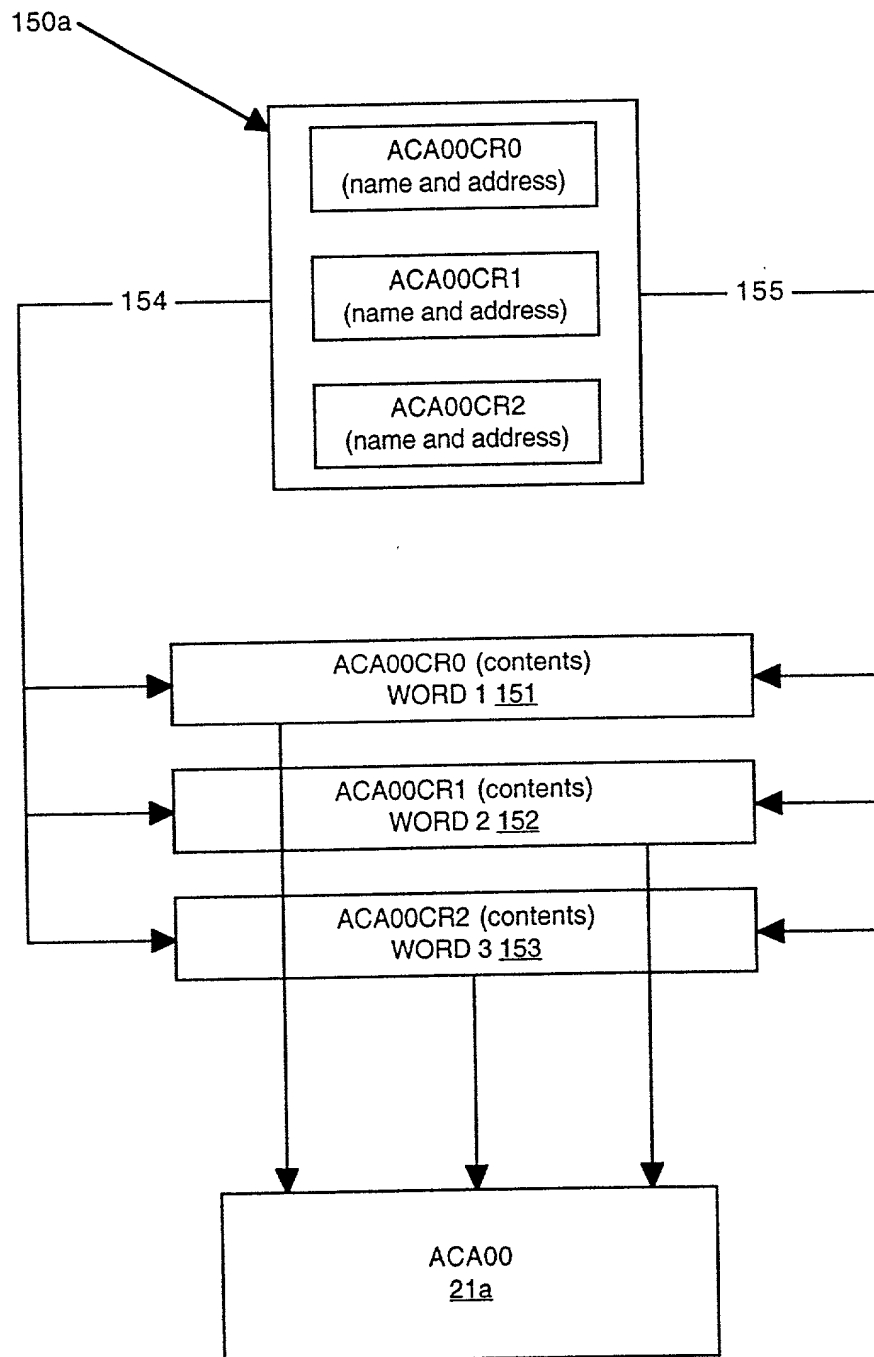 150a
ACA00CR0
(name and address)
ACA00CR1
(name and address)
154
155
ACA00CR2
(name and address)
ACA00CR0 (contents)
WORD 1 151
ACA00CR1 (contents)
WORD 2 152
ACA00CR2 (contents)
WORD 3 153
ACA00
21a